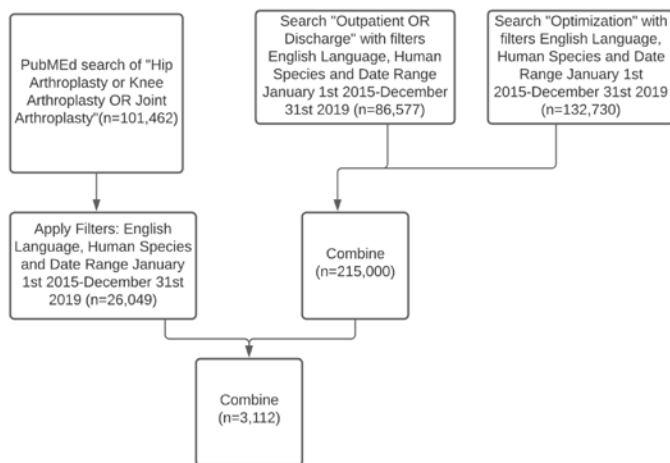 PubMEd search of "Hip
Arthroplasty or Knee
Arthroplasty OR Joint
Arthroplasty"(n=101,462)
Search "Outpatient OR
Discharge" with filters
English Language, Human
Species and Date Range
January 1st
2015-December
31st 2019 (n=86,577)
Search "Optimization" with
filters English Language,
Human Species and Date
Range January 1st
2015-December 31st 2019
(n=132,730)
Apply Filters: English
Language, Human Species
and Date Range January
1st 2015-December 31st
2019 (n=26,049)
Combine
(n=215,000)
Combine
(n=3,112)